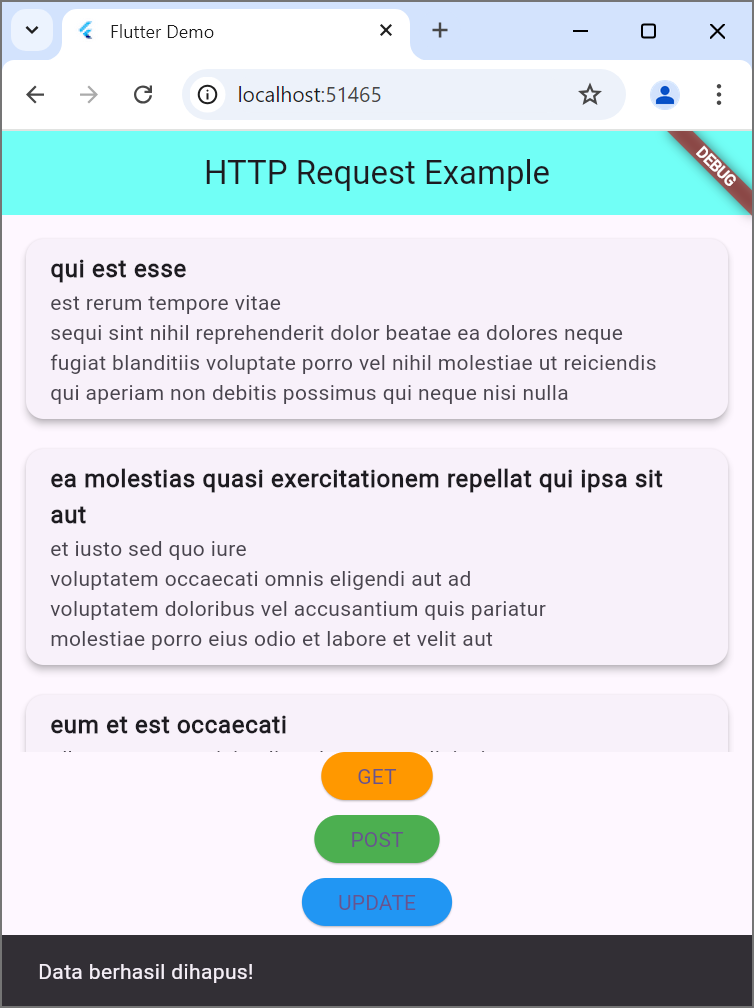 Flutter Demo
localhost:51465
HTTP Request Example
DEBUG
qui est esse
est rerum tempore vitae
sequi sint nihil reprehenderit dolor beatae ea dolores neque
fugiat blanditiis voluptate porro vel nihil molestiae ut reiciendis
qui aperiam non debitis possimus qui neque nisi nulla
ea molestias quasi exercitationem repellat qui ipsa sit
aut
et iusto sed quo iure
voluptatem occaecati omnis eligendi aut ad
voluptatem doloribus vel accusantium quis pariatur
molestiae porro eius odio et labore et velit aut
eum et est occaecati
GET
POST
UPDATE
Data berhasil dihapus!